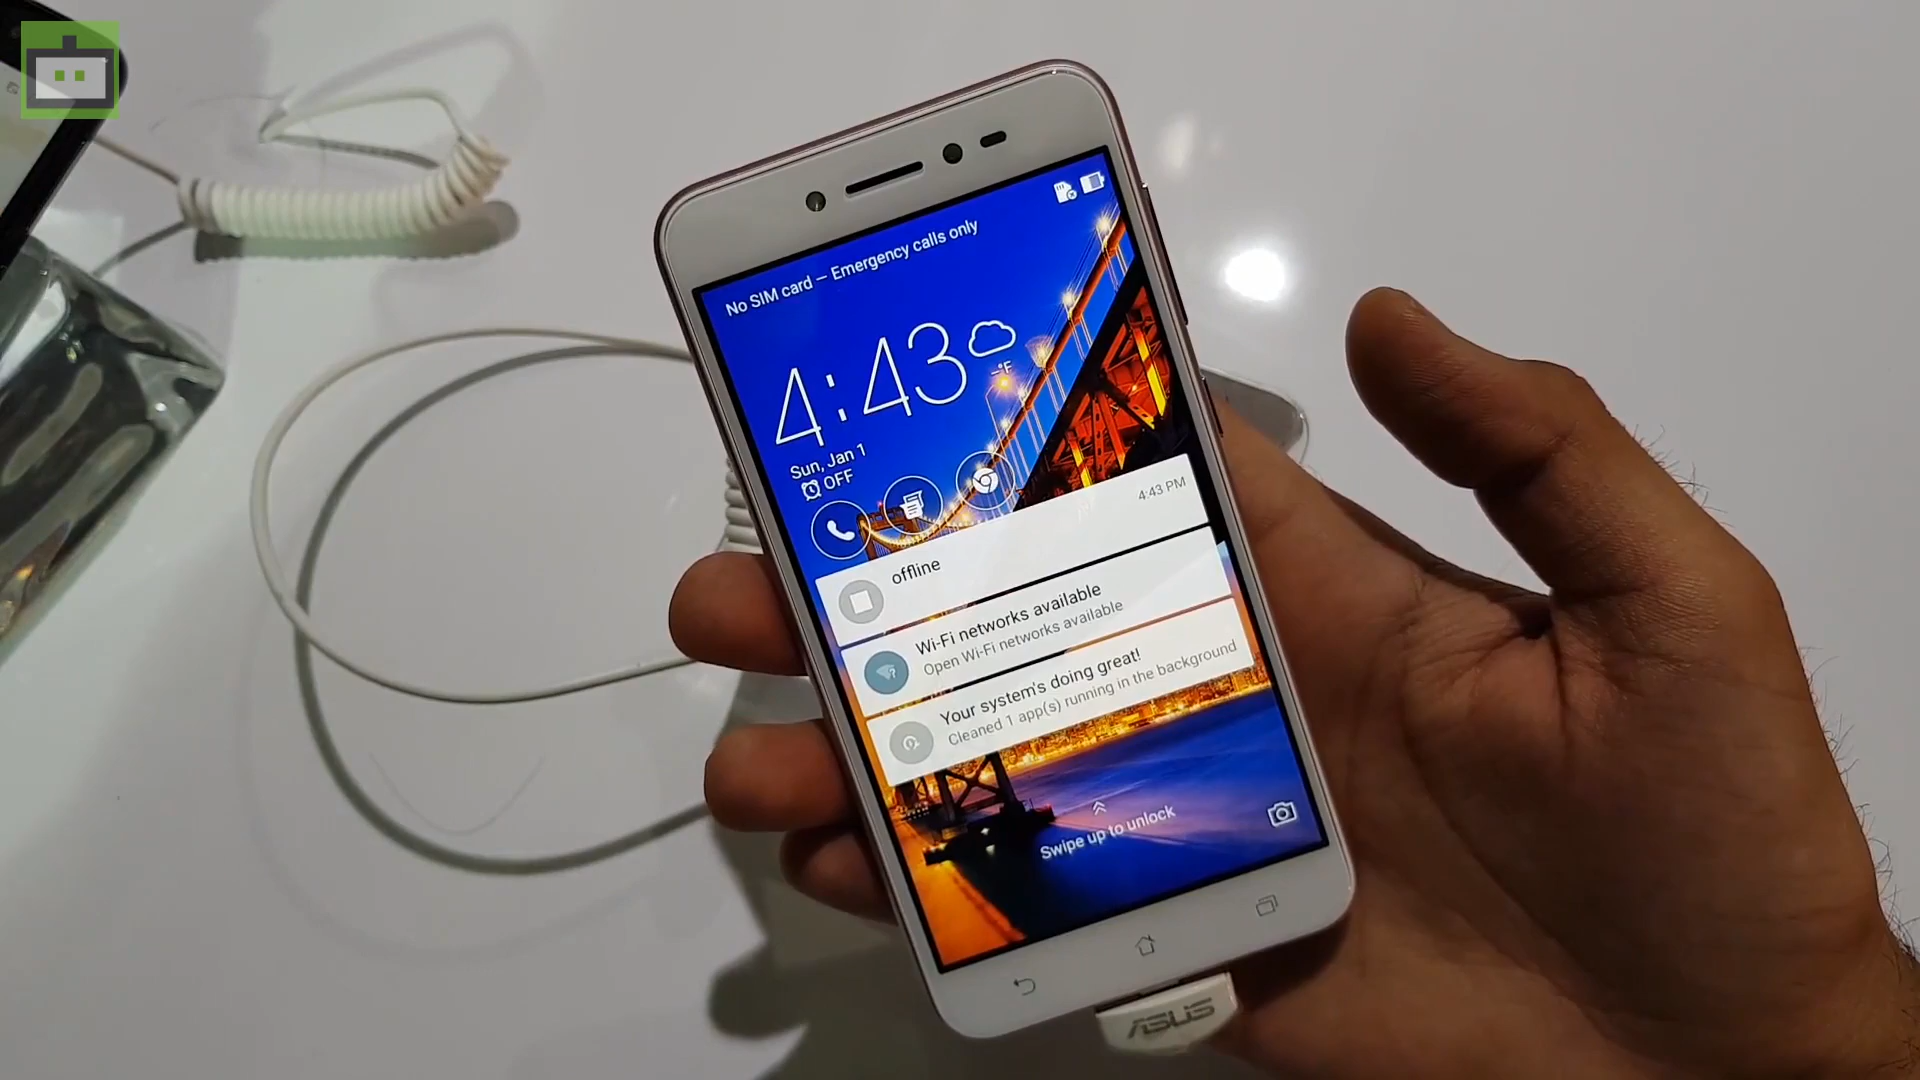 No SIM card — Emergency calls only
4:43
--°F
Sun, Jan 1
OFF
4:43 PM
offline
Wi-Fi networks available
Open Wi-Fi networks available
Your system's doing great!
Cleaned 1 app(s) running in the background
Swipe up to unlock
ASUS